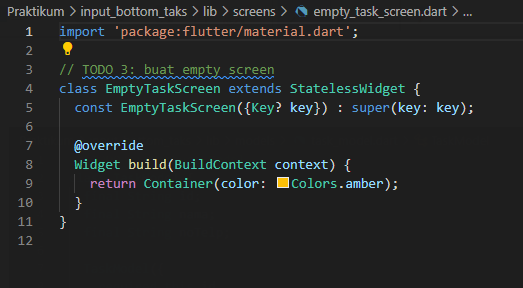 Praktikum > input_bottom_taks > lib > screens > empty_task_screen.dart > ...
1 import 'package:flutter/material.dart';
2
3 // TODO 3: buat empty screen
4 class EmptyTaskScreen extends StatelessWidget {
5   const EmptyTaskScreen({Key? key}) : super(key: key);
6
7   @override
8   Widget build(BuildContext context) {
9     return Container(color: Colors.amber);
10   }
11 }
12